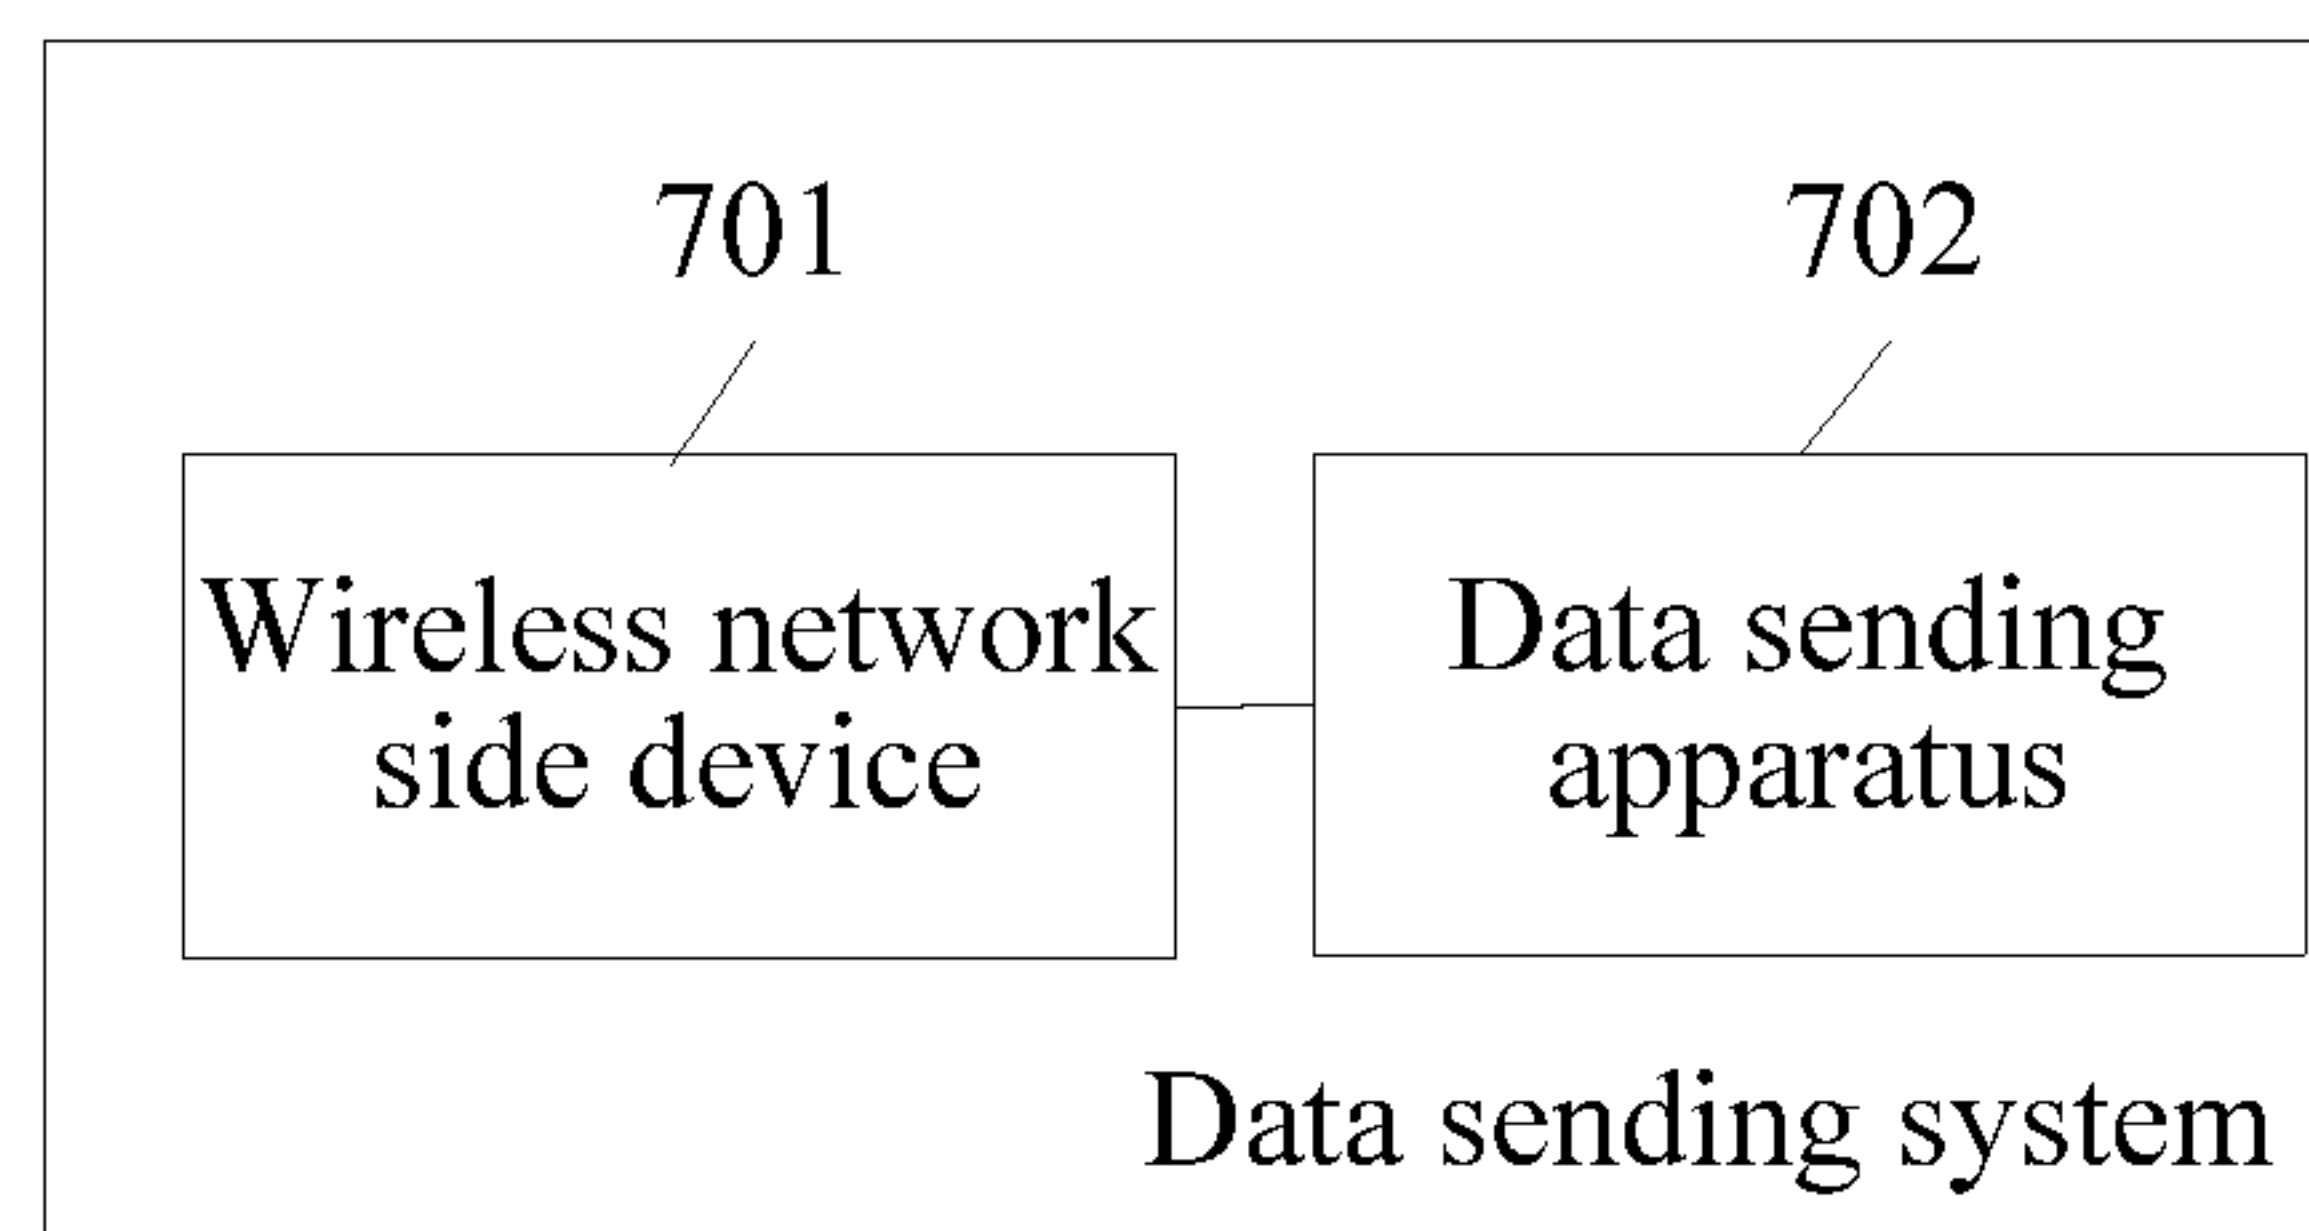 701
702
Wireless network
side device
Data sending
apparatus
Data sending system